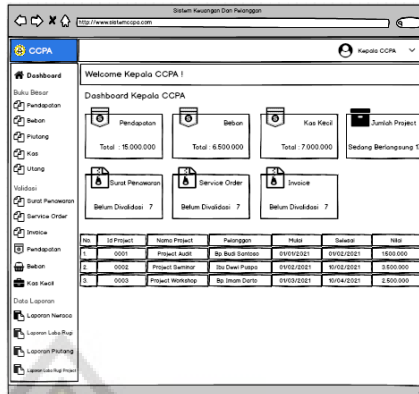 Sistem Keuangan Dan Pelanggan
http://www.sistemccpa.com
CCPA
Kepala CCPA
Dashboard
Welcome Kepala CCPA !
Buku Besar
Dashboard Kepala CCPA
Pendapatan
Beban
Piutang
Kas
Utang
Pendapatan
Total : 15.000.000
Beban
Total : 6.500.000
Kas Kecil
Total : 7.000.000
Jumlah Project
Sedang Berlangsung
Validasi
Surat Penawaran
Service Order
Invoice
Pendapatan
Beban
Kas Kecil
Surat Penawaran
Belum Divalidasi 7
Service Order
Belum Divalidasi 7
Invoice
Belum Divalidasi 7
No. Id Project Nama Project Pelanggan Mulai Selesai Nilai
1. 0001 Project Audit Bp Budi Santoso 01/01/2021 01/02/2021 1.500.000
2. 0002 Project Seminar Ibu Dewi Puspa 01/02/2021 10/02/2021 3.500.000
3. 0003 Project Workshop Bp Imam Darto 01/03/2021 10/04/2021 2.500.000
Data Laporan
Laporan Neraca
Laporan Laba/Rugi
Laporan Piutang
Laporan Laba Rugi Project